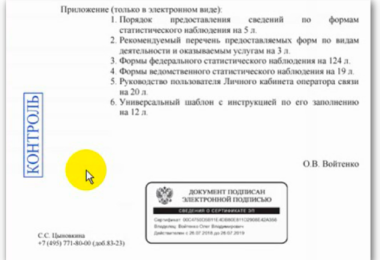 Приложение (только в электронном виде):
1. Порядок предоставления сведений по формам
статистического наблюдения на 5 л.
2. Рекомендуемый перечень предоставляемых форм по видам
деятельности и оказываемым услугам на 3 л.
3. Формы федерального статистического наблюдения на 124 л.
4. Формы ведомственного статистического наблюдения на 19 л.
5. Руководство пользователя Личного кабинета оператора связи
на 20 л.
6. Универсальный шаблон с инструкцией по его заполнению
на 12 л.
КОНТРОЛЬ
О.В. Войтенко
ДОКУМЕНТ ПОДПИСАН
ЭЛЕКТРОННОЙ ПОДПИСЬЮ
СВЕДЕНИЯ О СЕРТИФИКАТЕ ЭП
Сертификат:
Владелец: Войтенко Олег Владимирович
Действителен с 26.07.2018 до 26.07.2019
С.С. Цыновкина
+7 (495) 771-80-00 (доб.83-23)